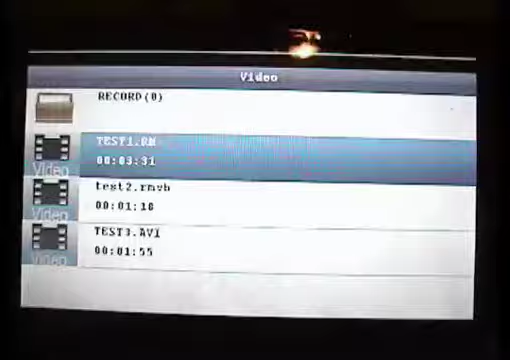 Video
RECORD(0)
TEST1.RM
00:03:31
Video
test2.rmvb
00:01:10
Video
TEST3.AVI
00:01:55
Video